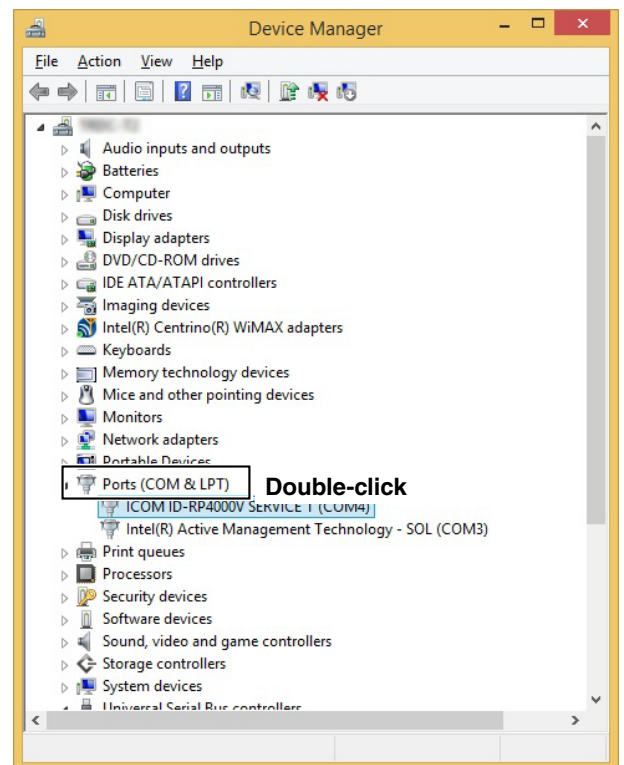 Device Manager
File Action View Help
Audio inputs and outputs
Batteries
Computer
Disk drives
Display adapters
DVD/CD-ROM drives
IDE ATA/ATAPI controllers
Imaging devices
Intel(R) Centrino(R) WiMAX adapters
Keyboards
Memory technology devices
Mice and other pointing devices
Monitors
Network adapters
Portable Devices
Ports (COM & LPT) Double-click
ICOM ID-RP4000V SERVICE 1 (COM4)
Intel(R) Active Management Technology - SOL (COM3)
Print queues
Processors
Security devices
Software devices
Sound, video and game controllers
Storage controllers
System devices
Universal Serial Bus controllers